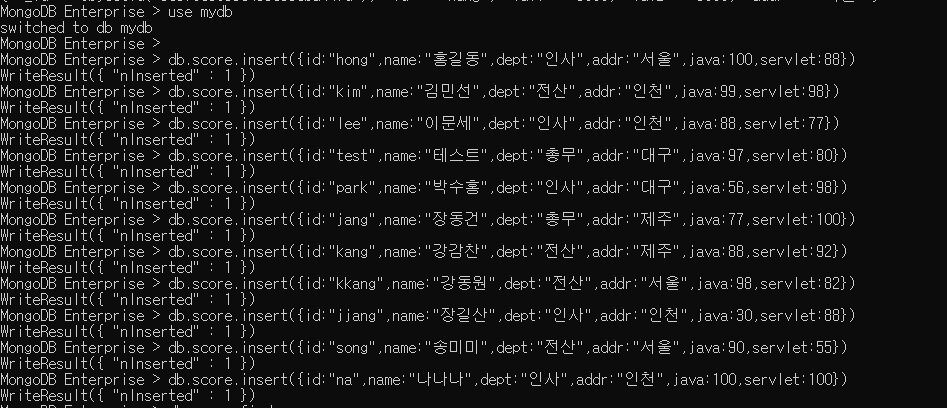 MongoDB Enterprise > use mydb
switched to db mydb
MongoDB Enterprise >
MongoDB Enterprise > db.score.insert({id:"hong",name:"홍길동",dept:"인사",addr:"서울",java:100,servlet:88})
WriteResult({ "nInserted" : 1 })
MongoDB Enterprise > db.score.insert({id:"kim",name:"김민선",dept:"전산",addr:"인천",java:99,servlet:98})
WriteResult({ "nInserted" : 1 })
MongoDB Enterprise > db.score.insert({id:"lee",name:"이문세",dept:"인사",addr:"인천",java:88,servlet:77})
WriteResult({ "nInserted" : 1 })
MongoDB Enterprise > db.score.insert({id:"test",name:"테스트",dept:"총무",addr:"대구",java:97,servlet:80})
WriteResult({ "nInserted" : 1 })
MongoDB Enterprise > db.score.insert({id:"park",name:"박수홍",dept:"인사",addr:"대구",java:56,servlet:98})
WriteResult({ "nInserted" : 1 })
MongoDB Enterprise > db.score.insert({id:"jang",name:"장동건",dept:"총무",addr:"제주",java:77,servlet:100})
WriteResult({ "nInserted" : 1 })
MongoDB Enterprise > db.score.insert({id:"kang",name:"강감찬",dept:"전산",addr:"제주",java:88,servlet:92})
WriteResult({ "nInserted" : 1 })
MongoDB Enterprise > db.score.insert({id:"kkang",name:"강동원",dept:"전산",addr:"서울",java:98,servlet:82})
WriteResult({ "nInserted" : 1 })
MongoDB Enterprise > db.score.insert({id:"jjang",name:"장길산",dept:"인사",addr:"인천",java:30,servlet:88})
WriteResult({ "nInserted" : 1 })
MongoDB Enterprise > db.score.insert({id:"song",name:"송미미",dept:"전산",addr:"서울",java:90,servlet:55})
WriteResult({ "nInserted" : 1 })
MongoDB Enterprise > db.score.insert({id:"na",name:"나나나",dept:"인사",addr:"인천",java:100,servlet:100})
WriteResult({ "nInserted" : 1 })
MongoDB Enterprise >